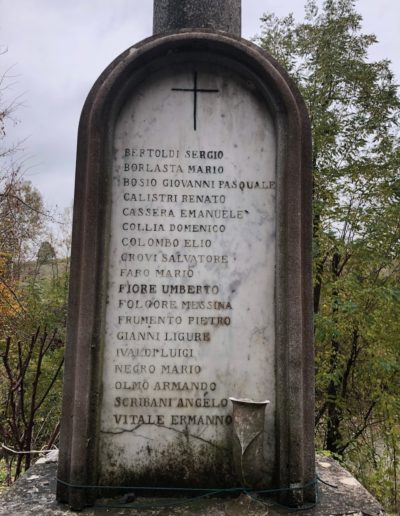 BERTOLDI SERGIO
BORLASTA MARIO
BOSIO GIOVANNI PASQUALE
CALISTRI RENATO
CASSERA EMANUELE
COLLIA DOMENICO
COLOMBO ELIO
CROVI SALVATORE
FARO MARIO
FIORE UMBERTO
FOLGORE MESSINA
FRUMENTO PIETRO
GIANNI LIGURE
IVALDI LUIGI
NEGRO MARIO
OLMO ARMANDO
SCRIBANI ANGELO
VITALE ERMANNO